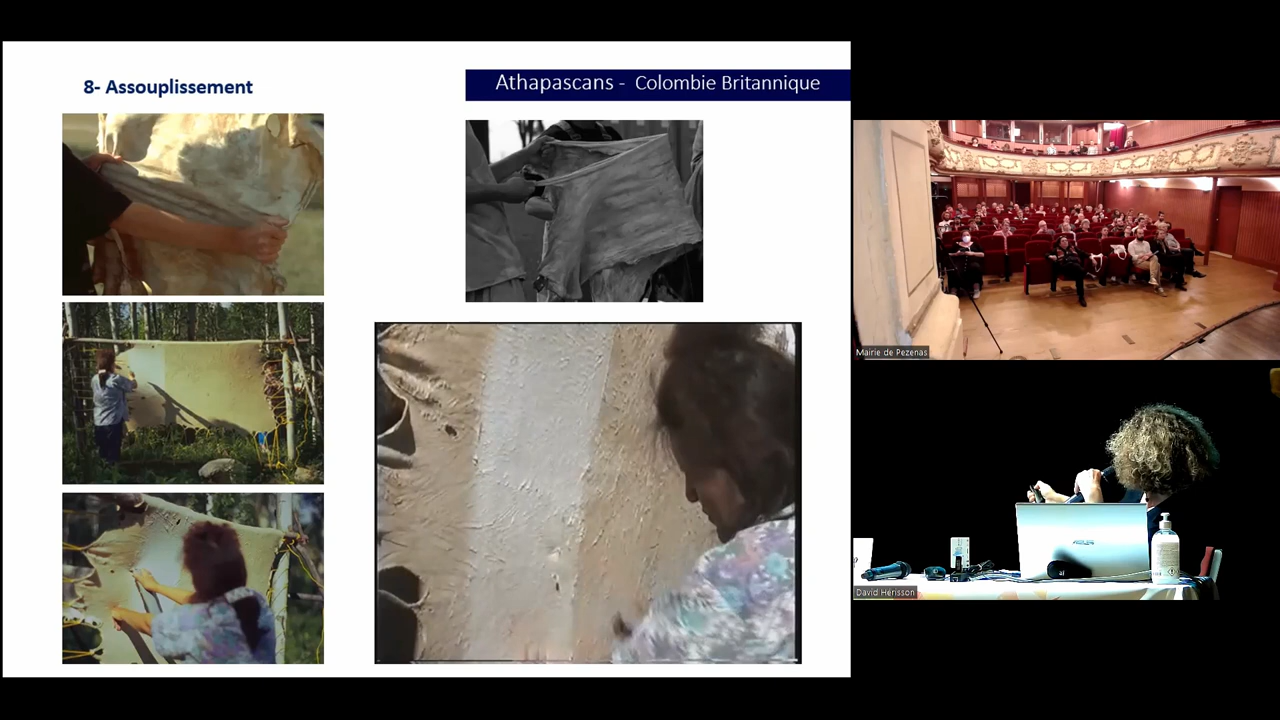 8- Assouplissement
Athapascans - Colombie Britannique
Mairie de Pezenas
David Herisson